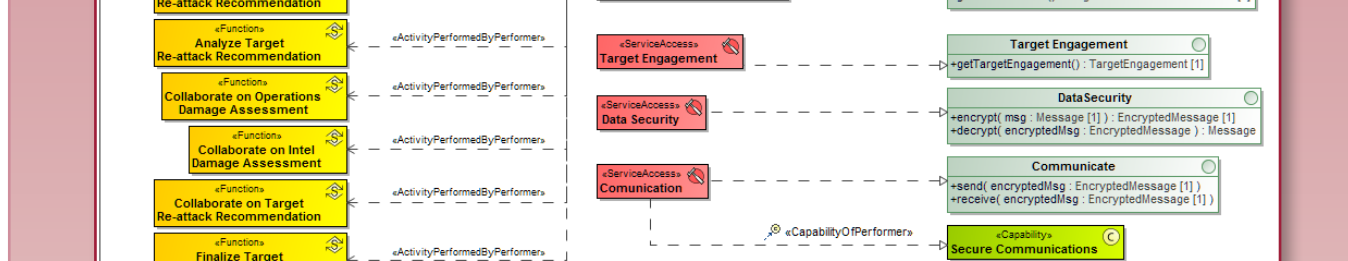 Re-attack Recommendation
«Function»
Analyze Target
Re-attack Recommendation
«ActivityPerformedByPerformer»
«Function»
Collaborate on Operations
Damage Assessment
«ActivityPerformedByPerformer»
«Function»
Collaborate on Intel
Damage Assessment
«ActivityPerformedByPerformer»
«Function»
Collaborate on Target
Re-attack Recommendation
«ActivityPerformedByPerformer»
«Function»
Finalize Target
«ActivityPerformedByPerformer»
«ServiceAccess»
Target Engagement
Target Engagement
+getTargetEngagement() : TargetEngagement [1]
«ServiceAccess»
Data Security
DataSecurity
+encrypt( msg : Message [1] ) : EncryptedMessage [1]
+decrypt( encryptedMsg : EncryptedMessage ) : Message
«ServiceAccess»
Comunication
Communicate
+send( encryptedMsg : EncryptedMessage [1] )
+receive( encryptedMsg : EncryptedMessage [1] )
«CapabilityOfPerformer»
«Capability»
C
Secure Communications